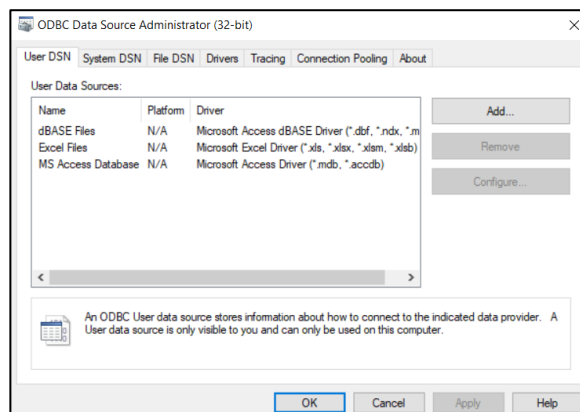 ODBC Data Source Administrator (32-bit)
User DSN System DSN File DSN Drivers Tracing Connection Pooling About
User Data Sources:
Name Platform Driver
dBASE Files N/A Microsoft Access dBASE Driver (*.dbf, *.ndx, *.m
Excel Files N/A Microsoft Excel Driver (*.xls, *.xlsx, *.xlsm, *.xlsb)
MS Access Database N/A Microsoft Access Driver (*.mdb, *.accdb)
Add...
Remove
Configure...
An ODBC User data source stores information about how to connect to the indicated data provider. A
User data source is only visible to you and can only be used on this computer.
OK Cancel Apply Help